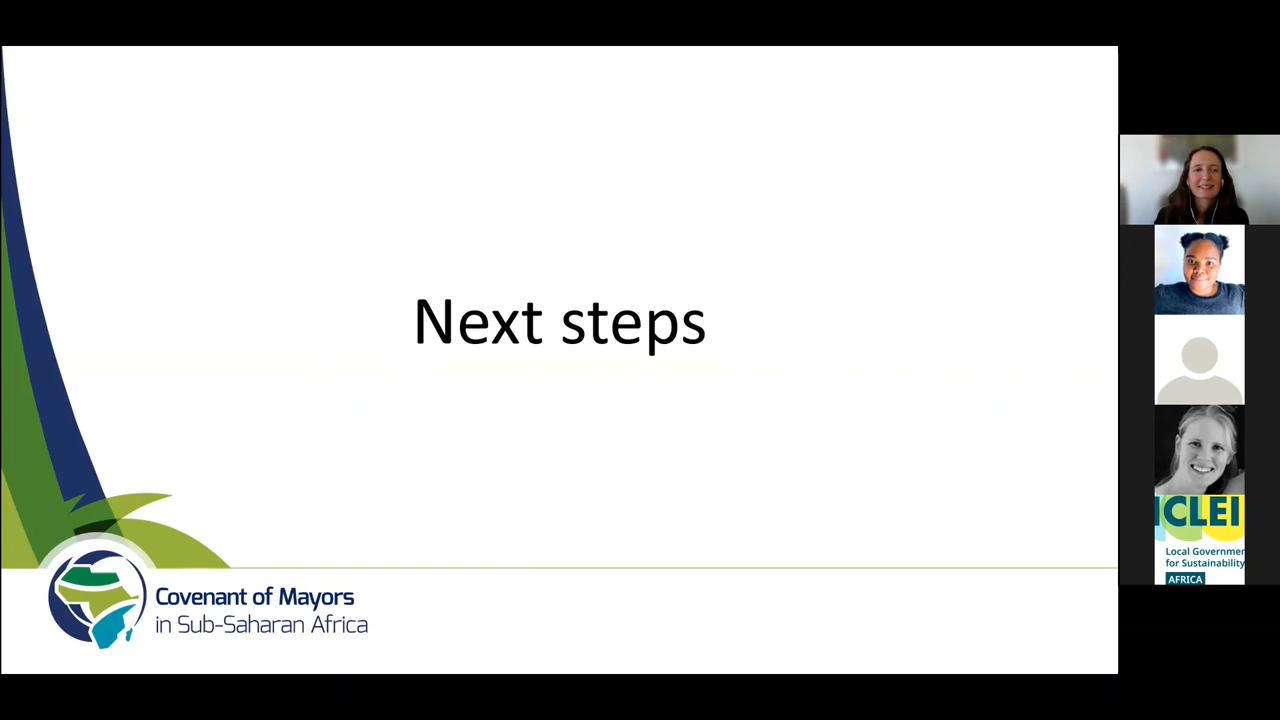 Next steps
Covenant of Mayors
in Sub-Saharan Africa
ICLEI
Local Governmen
for Sustainability
AFRICA